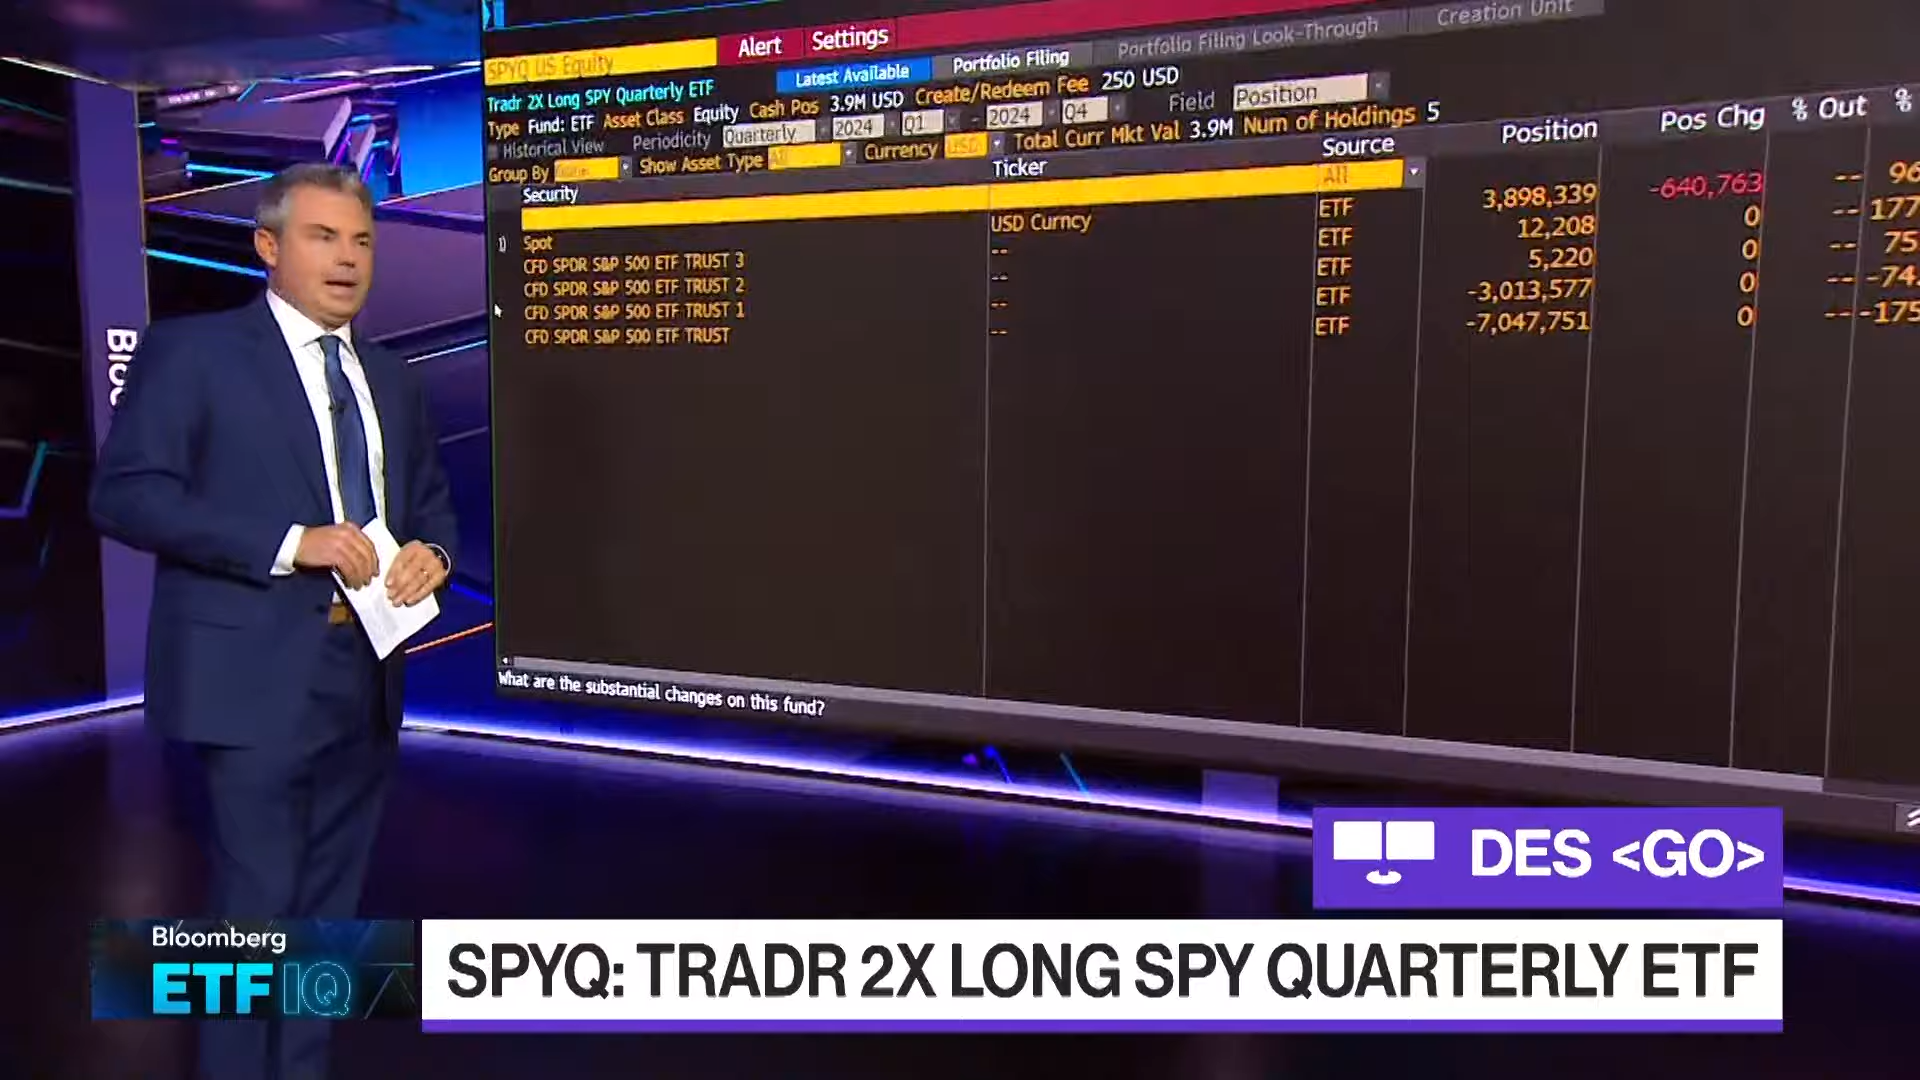 SPYQ US Equity
Alert
Settings
Tradr 2X Long SPY Quarterly ETF
Latest Available
Portfolio Filing
Portfolio Filing Look-Through
Creation Unit
Type Fund: ETF Asset Class Equity Cash Pos 3.9M USD Create/Redeem Fee 250 USD
Historical View Periodicity Quarterly 2024 Q1 - 2024 Q4 Field Position
Group By None Show Asset Type All Currency USD Total Curr Mkt Val 3.9M Num of Holdings 5
Security Ticker Source Position Pos Chg % Out %
All
1) Spot USD Curncy ETF 3,898,339 -640,763 -- 96
CFD SPDR S&P 500 ETF TRUST 3 -- ETF 12,208 0 -- 177
CFD SPDR S&P 500 ETF TRUST 2 -- ETF 5,220 0 -- 75
CFD SPDR S&P 500 ETF TRUST 1 -- ETF -3,013,577 0 -- -74.
CFD SPDR S&P 500 ETF TRUST -- ETF -7,047,751 0 -- -175
What are the substantial changes on this fund?
Bloo
DES <GO>
Bloomberg
ETF IQ
SPYQ: TRADR 2X LONG SPY QUARTERLY ETF